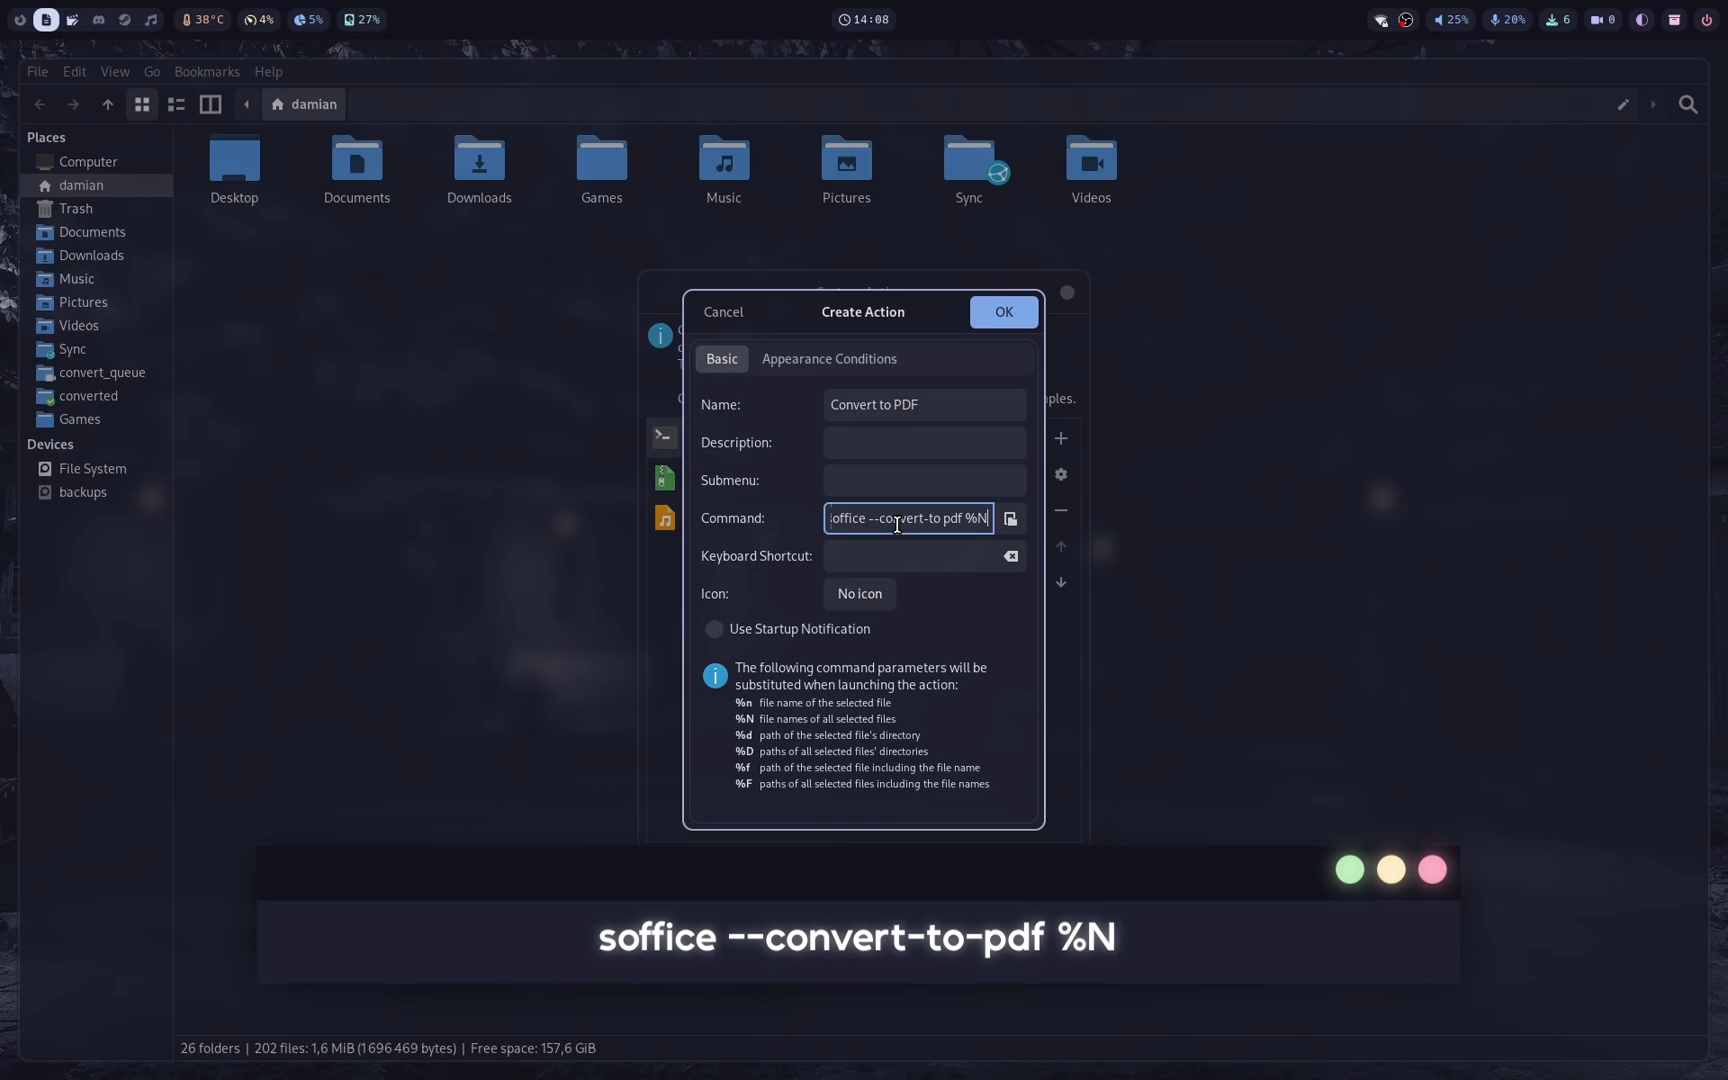 38°C 4% 5% 27% 14:08 25% 20% 6 0
File Edit View Go Bookmarks Help
damian
Places
Computer
damian
Trash
Documents
Downloads
Music
Pictures
Videos
Sync
convert_queue
converted
Games
Devices
File System
backups
Desktop Documents Downloads Games Music Pictures Sync Videos
Cancel Create Action OK
Basic Appearance Conditions
Name: Convert to PDF
Description:
Submenu:
Command: soffice --convert-to pdf %N
Keyboard Shortcut:
Icon: No icon
Use Startup Notification
The following command parameters will be
substituted when launching the action:
%n file name of the selected file
%N file names of all selected files
%d path of the selected file's directory
%D paths of all selected files' directories
%f path of the selected file including the file name
%F paths of all selected files including the file names
ples.
soffice --convert-to-pdf %N
26 folders | 202 files: 1,6 MiB (1 696 469 bytes) | Free space: 157,6 GiB